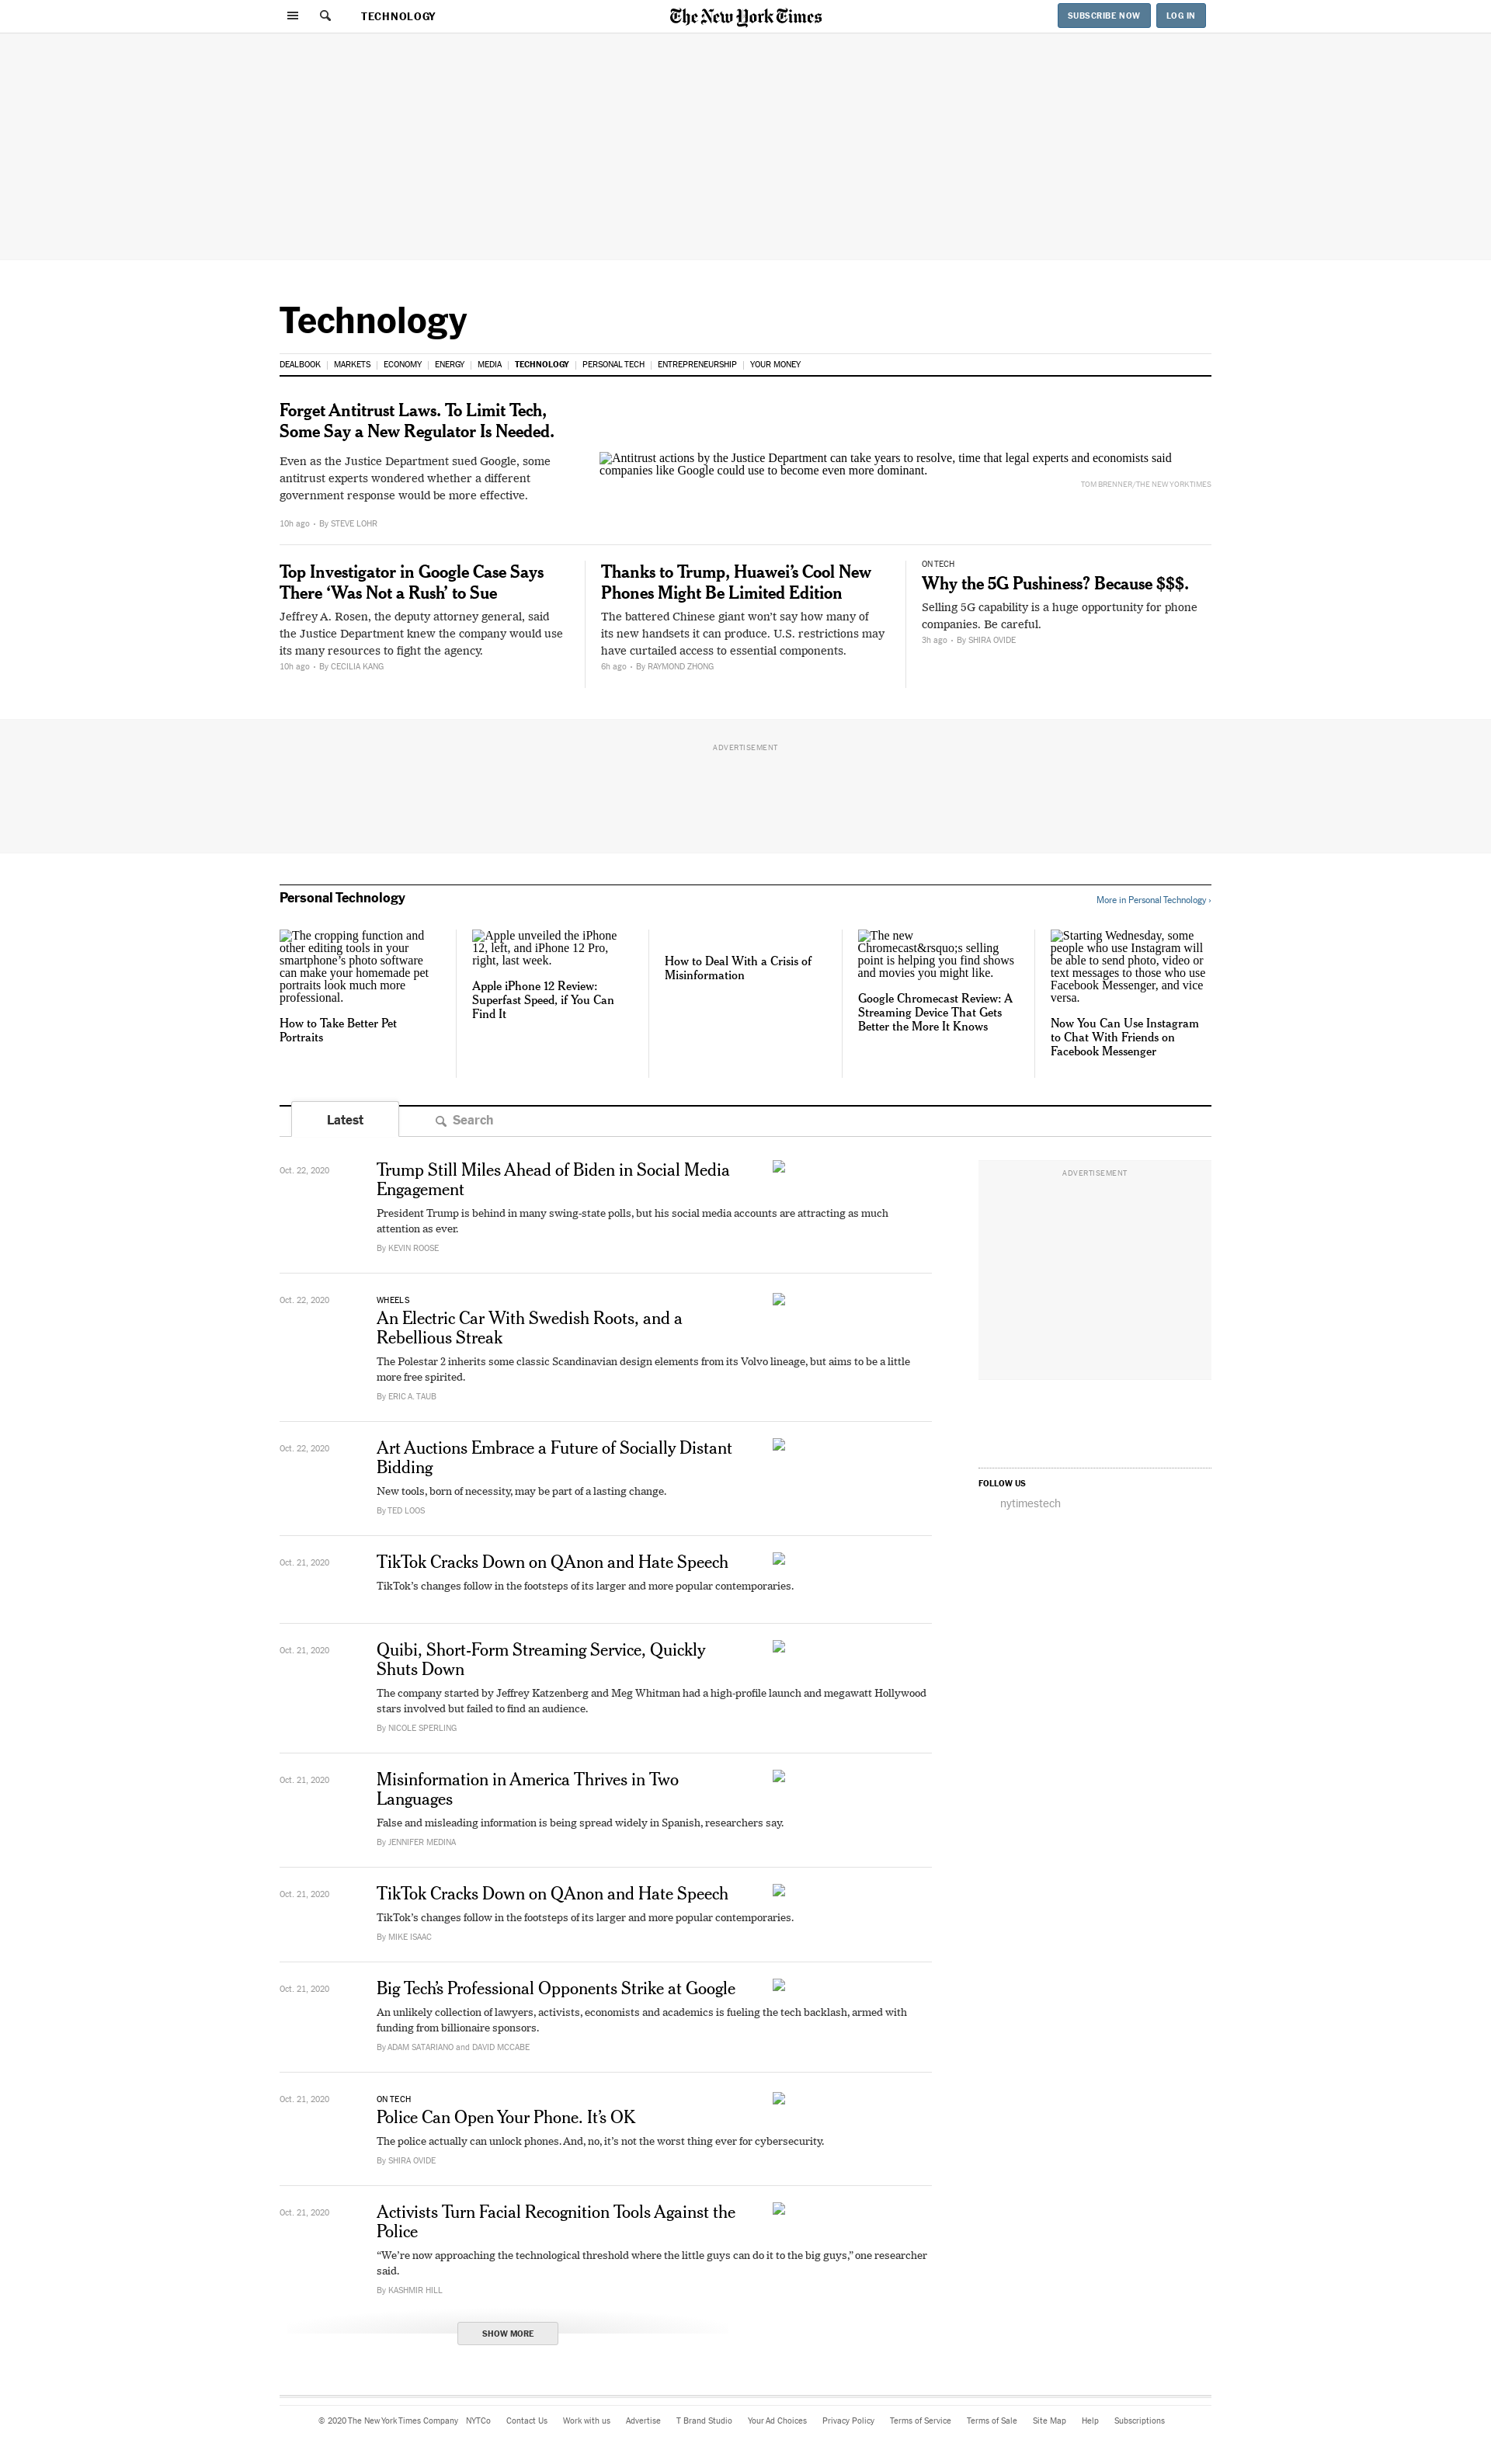 TECHNOLOGY
The New York Times
SUBSCRIBE NOW
LOG IN
Technology
DEALBOOK
MARKETS
ECONOMY
ENERGY
MEDIA
TECHNOLOGY
PERSONAL TECH
ENTREPRENEURSHIP
YOUR MONEY
Forget Antitrust Laws. To Limit Tech,
Some Say a New Regulator Is Needed.
Even as the Justice Department sued Google, some
antitrust experts wondered whether a different
government response would be more effective.
10h ago • By STEVE LOHR
Antitrust actions by the Justice Department can take years to resolve, time that legal experts and economists said
companies like Google could use to become even more dominant.
TOM BRENNER/THE NEW YORK TIMES
Top Investigator in Google Case Says
There ‘Was Not a Rush’ to Sue
Jeffrey A. Rosen, the deputy attorney general, said
the Justice Department knew the company would use
its many resources to fight the agency.
10h ago • By CECILIA KANG
Thanks to Trump, Huawei’s Cool New
Phones Might Be Limited Edition
The battered Chinese giant won’t say how many of
its new handsets it can produce. U.S. restrictions may
have curtailed access to essential components.
6h ago • By RAYMOND ZHONG
ON TECH
Why the 5G Pushiness? Because $$$.
Selling 5G capability is a huge opportunity for phone
companies. Be careful.
3h ago • By SHIRA OVIDE
ADVERTISEMENT
Personal Technology
More in Personal Technology ›
The cropping function and
other editing tools in your
smartphone’s photo software
can make your homemade pet
portraits look much more
professional.
How to Take Better Pet
Portraits
Apple unveiled the iPhone
12, left, and iPhone 12 Pro,
right, last week.
Apple iPhone 12 Review:
Superfast Speed, if You Can
Find It
How to Deal With a Crisis of
Misinformation
The new
Chromecast&rsquo;s selling
point is helping you find shows
and movies you might like.
Google Chromecast Review: A
Streaming Device That Gets
Better the More It Knows
Starting Wednesday, some
people who use Instagram will
be able to send photo, video or
text messages to those who use
Facebook Messenger, and vice
versa.
Now You Can Use Instagram
to Chat With Friends on
Facebook Messenger
Latest
Search
Oct. 22, 2020
Trump Still Miles Ahead of Biden in Social Media
Engagement
President Trump is behind in many swing-state polls, but his social media accounts are attracting as much
attention as ever.
By KEVIN ROOSE
ADVERTISEMENT
Oct. 22, 2020
WHEELS
An Electric Car With Swedish Roots, and a
Rebellious Streak
The Polestar 2 inherits some classic Scandinavian design elements from its Volvo lineage, but aims to be a little
more free spirited.
By ERIC A. TAUB
Oct. 22, 2020
Art Auctions Embrace a Future of Socially Distant
Bidding
New tools, born of necessity, may be part of a lasting change.
By TED LOOS
FOLLOW US
nytimestech
Oct. 21, 2020
TikTok Cracks Down on QAnon and Hate Speech
TikTok’s changes follow in the footsteps of its larger and more popular contemporaries.
Oct. 21, 2020
Quibi, Short-Form Streaming Service, Quickly
Shuts Down
The company started by Jeffrey Katzenberg and Meg Whitman had a high-profile launch and megawatt Hollywood
stars involved but failed to find an audience.
By NICOLE SPERLING
Oct. 21, 2020
Misinformation in America Thrives in Two
Languages
False and misleading information is being spread widely in Spanish, researchers say.
By JENNIFER MEDINA
Oct. 21, 2020
TikTok Cracks Down on QAnon and Hate Speech
TikTok’s changes follow in the footsteps of its larger and more popular contemporaries.
By MIKE ISAAC
Oct. 21, 2020
Big Tech’s Professional Opponents Strike at Google
An unlikely collection of lawyers, activists, economists and academics is fueling the tech backlash, armed with
funding from billionaire sponsors.
By ADAM SATARIANO and DAVID MCCABE
Oct. 21, 2020
ON TECH
Police Can Open Your Phone. It’s OK
The police actually can unlock phones. And, no, it’s not the worst thing ever for cybersecurity.
By SHIRA OVIDE
Oct. 21, 2020
Activists Turn Facial Recognition Tools Against the
Police
“We’re now approaching the technological threshold where the little guys can do it to the big guys,” one researcher
said.
By KASHMIR HILL
SHOW MORE
© 2020 The New York Times Company
NYTCo
Contact Us
Work with us
Advertise
T Brand Studio
Your Ad Choices
Privacy Policy
Terms of Service
Terms of Sale
Site Map
Help
Subscriptions